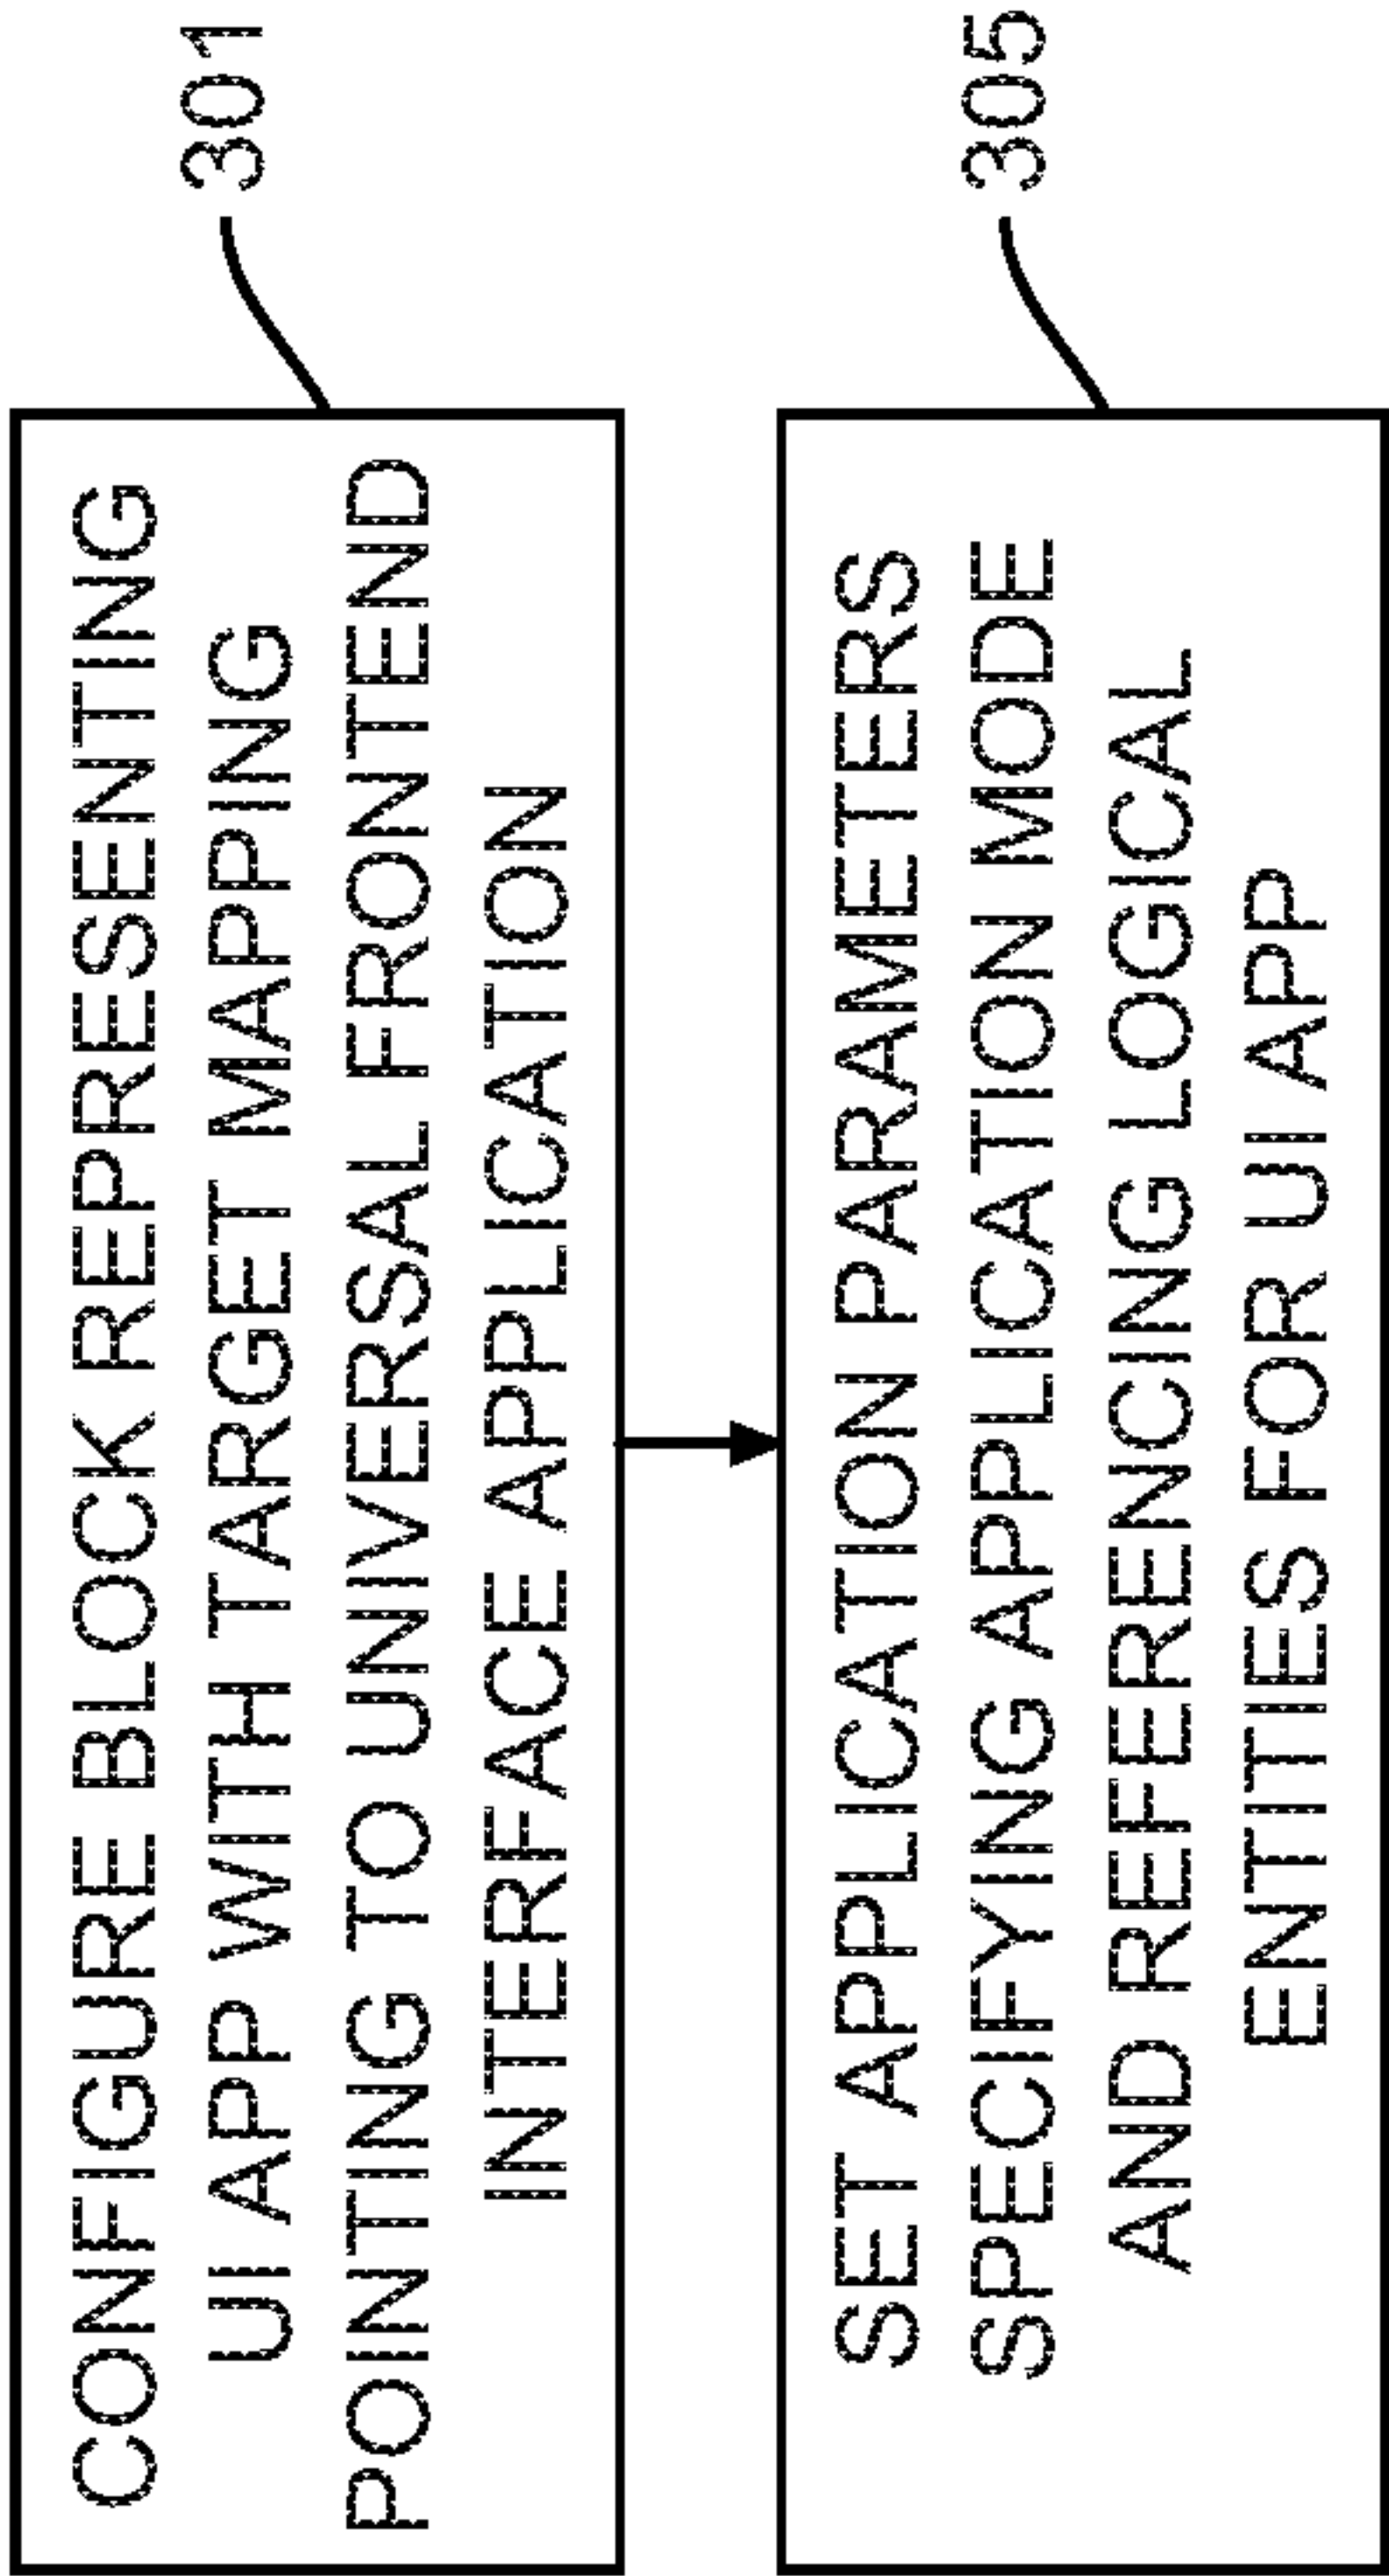 CONFIGURE BLOCK REPRESENTING
UI APP WITH TARGET MAPPING
POINTING TO UNIVERSAL FRONTEND
INTERFACE APPLICATION
301
SET APPLICATION PARAMETERS
SPECIFYING APPLICATION MODE
AND REFERENCING LOGICAL
ENTITIES FOR UI APP
305